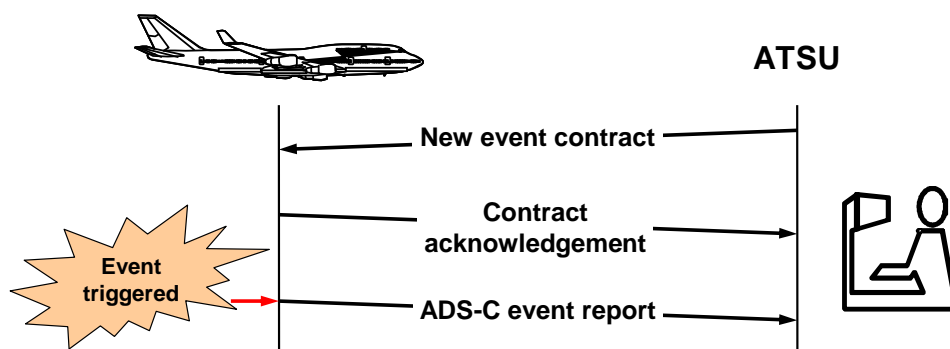 ATSU
New event contract
Contract
acknowledgement
Event
triggered
ADS-C event report